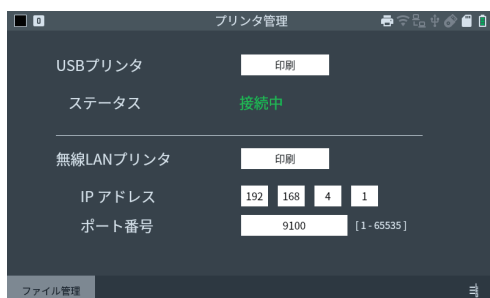 0 プリンタ管理
USBプリンタ 印刷
ステータス 接続中
無線LANプリンタ 印刷
IP アドレス 192 168 4 1
ポート番号 9100 [ 1 - 65535 ]
ファイル管理